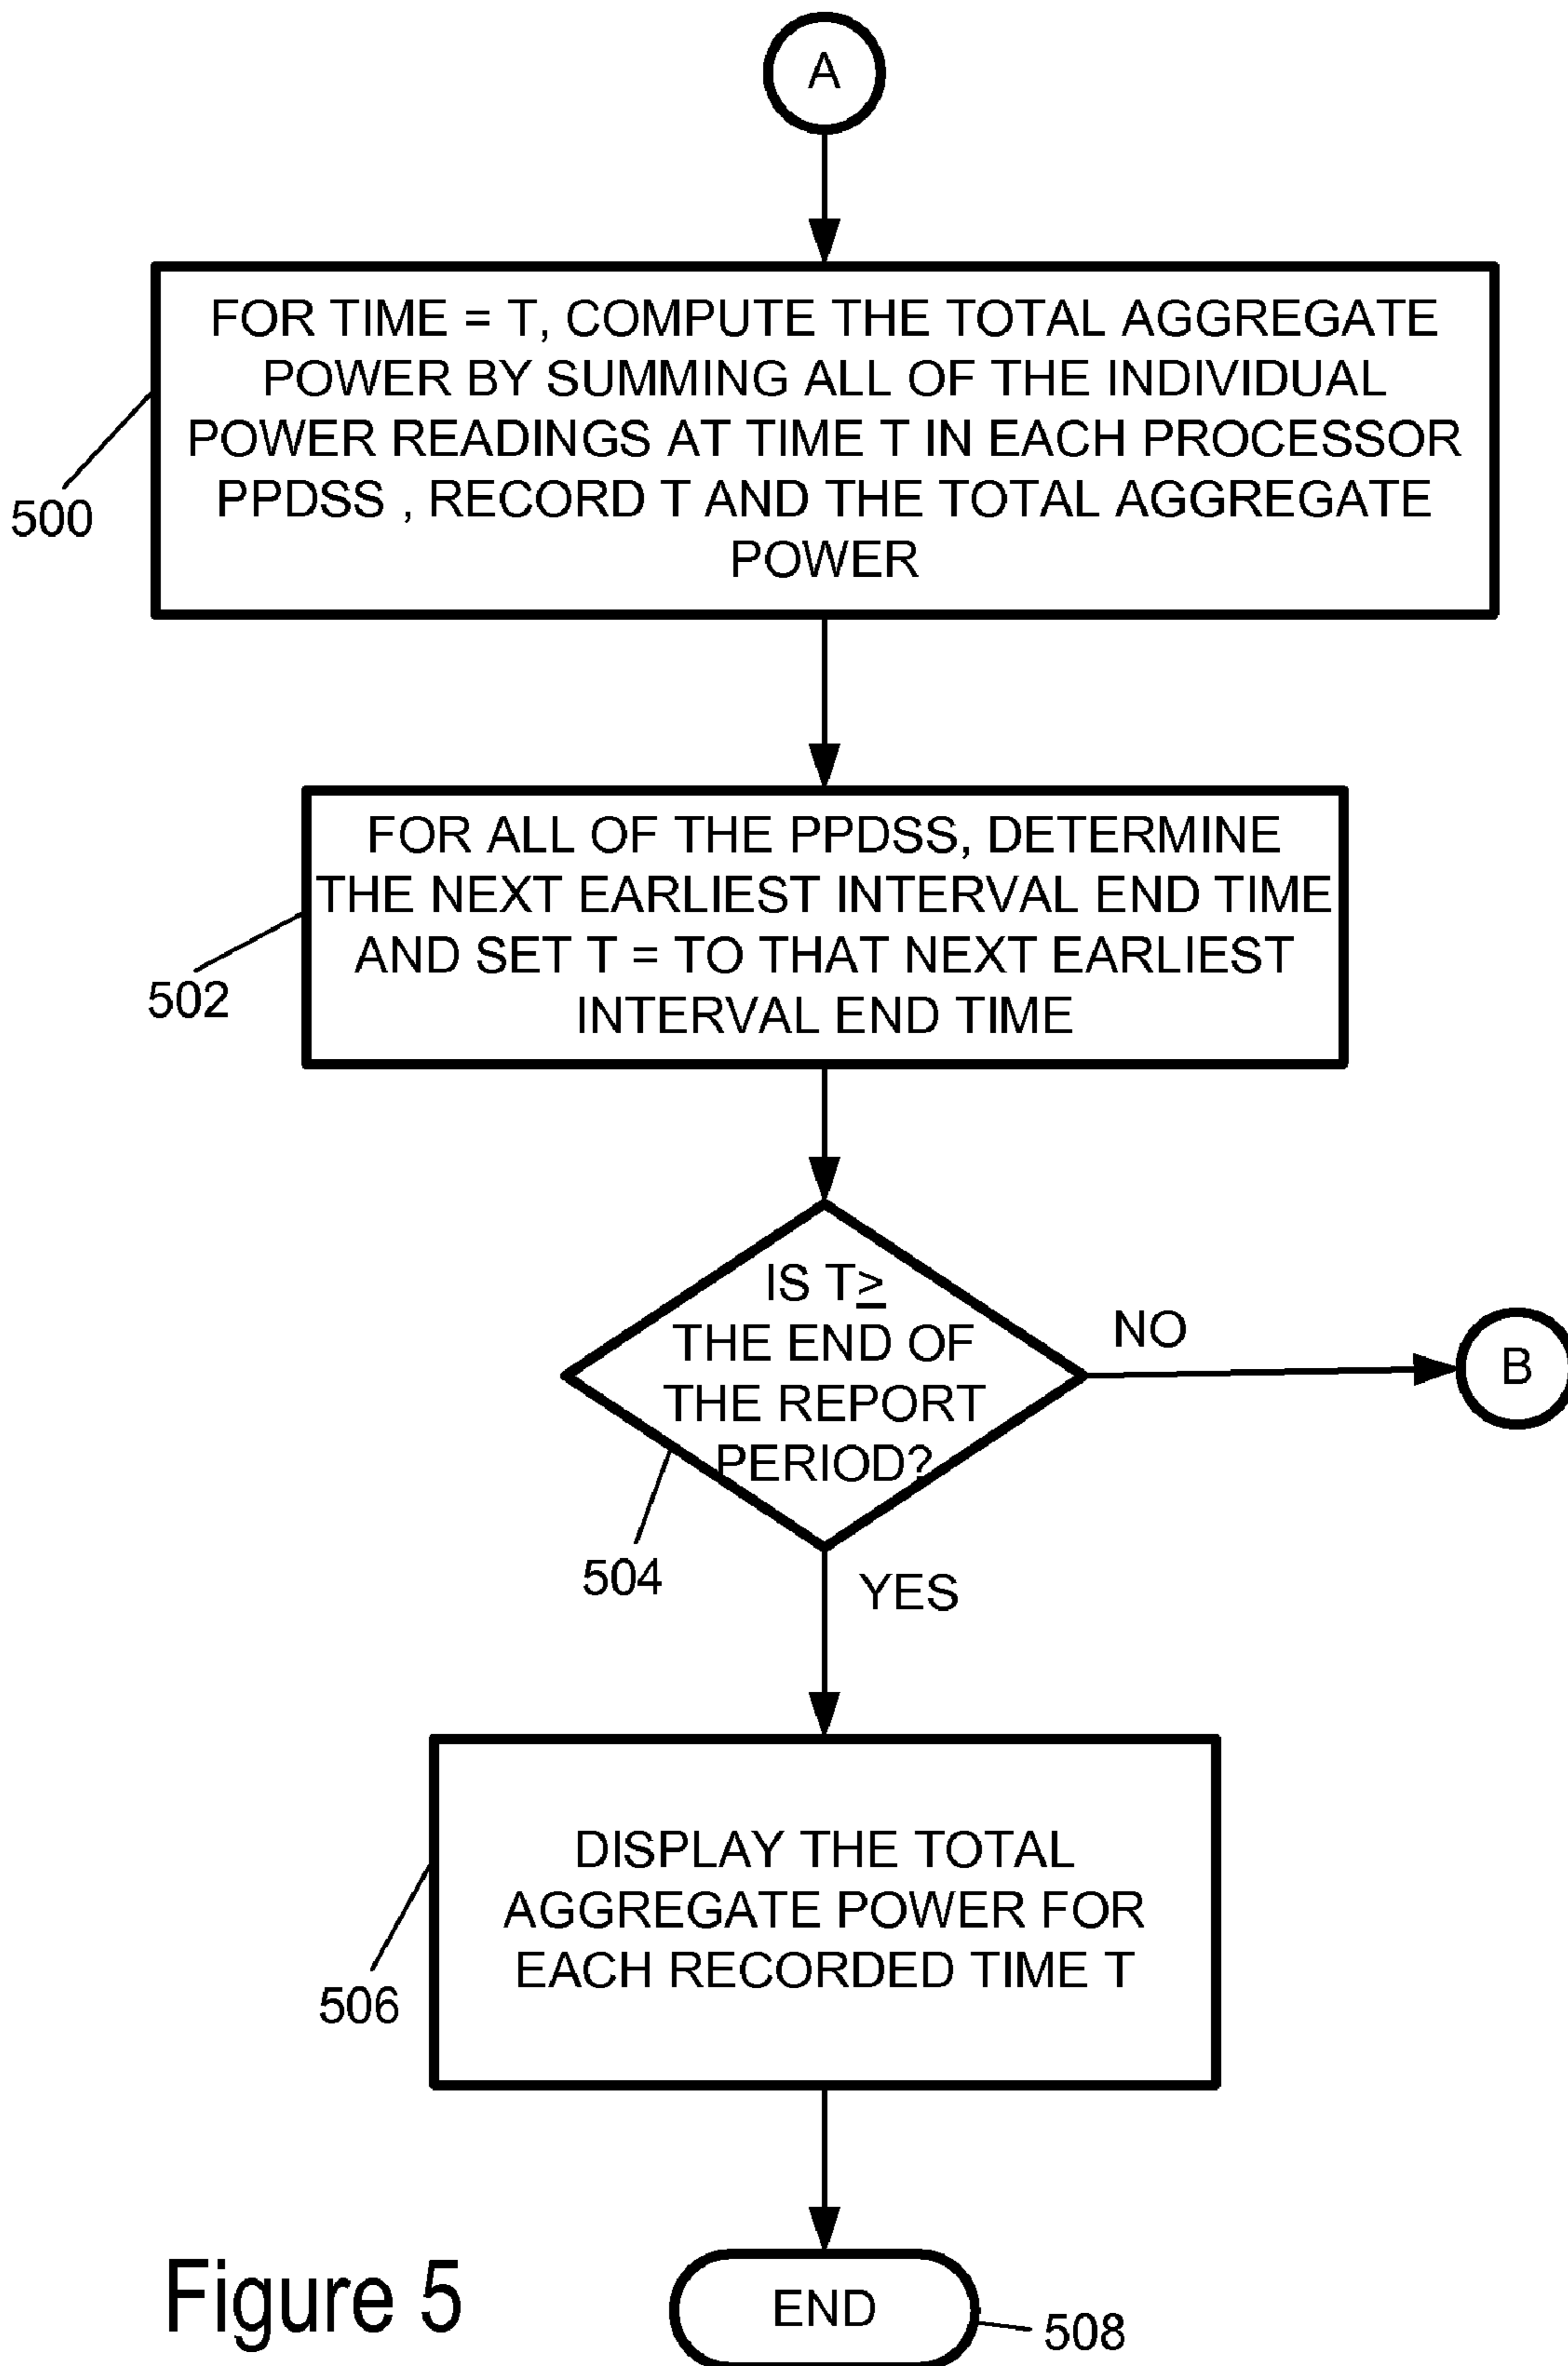 A
FOR TIME = T, COMPUTE THE TOTAL AGGREGATE
POWER BY SUMMING ALL OF THE INDIVIDUAL
POWER READINGS AT TIME T IN EACH PROCESSOR
PPDSS , RECORD T AND THE TOTAL AGGREGATE
POWER
500
FOR ALL OF THE PPDSS, DETERMINE
THE NEXT EARLIEST INTERVAL END TIME
AND SET T = TO THAT NEXT EARLIEST
INTERVAL END TIME
502
IS T≥
THE END OF
THE REPORT
PERIOD?
NO
B
504
YES
DISPLAY THE TOTAL
AGGREGATE POWER FOR
EACH RECORDED TIME T
506
END
508
Figure 5